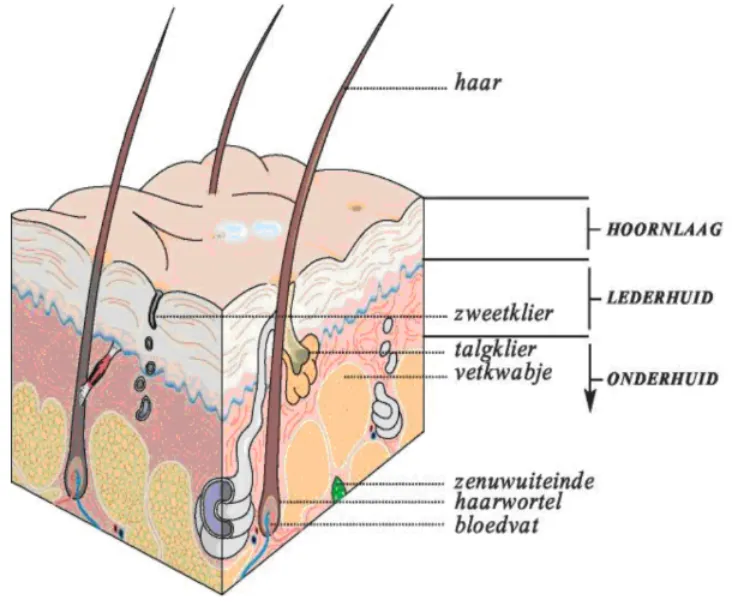 haar
HOORNLAAG
LEDERHUID
zweetklier
talgklier
vetkwabje
ONDERHUID
zenuwuiteinde
haarwortel
bloedvat